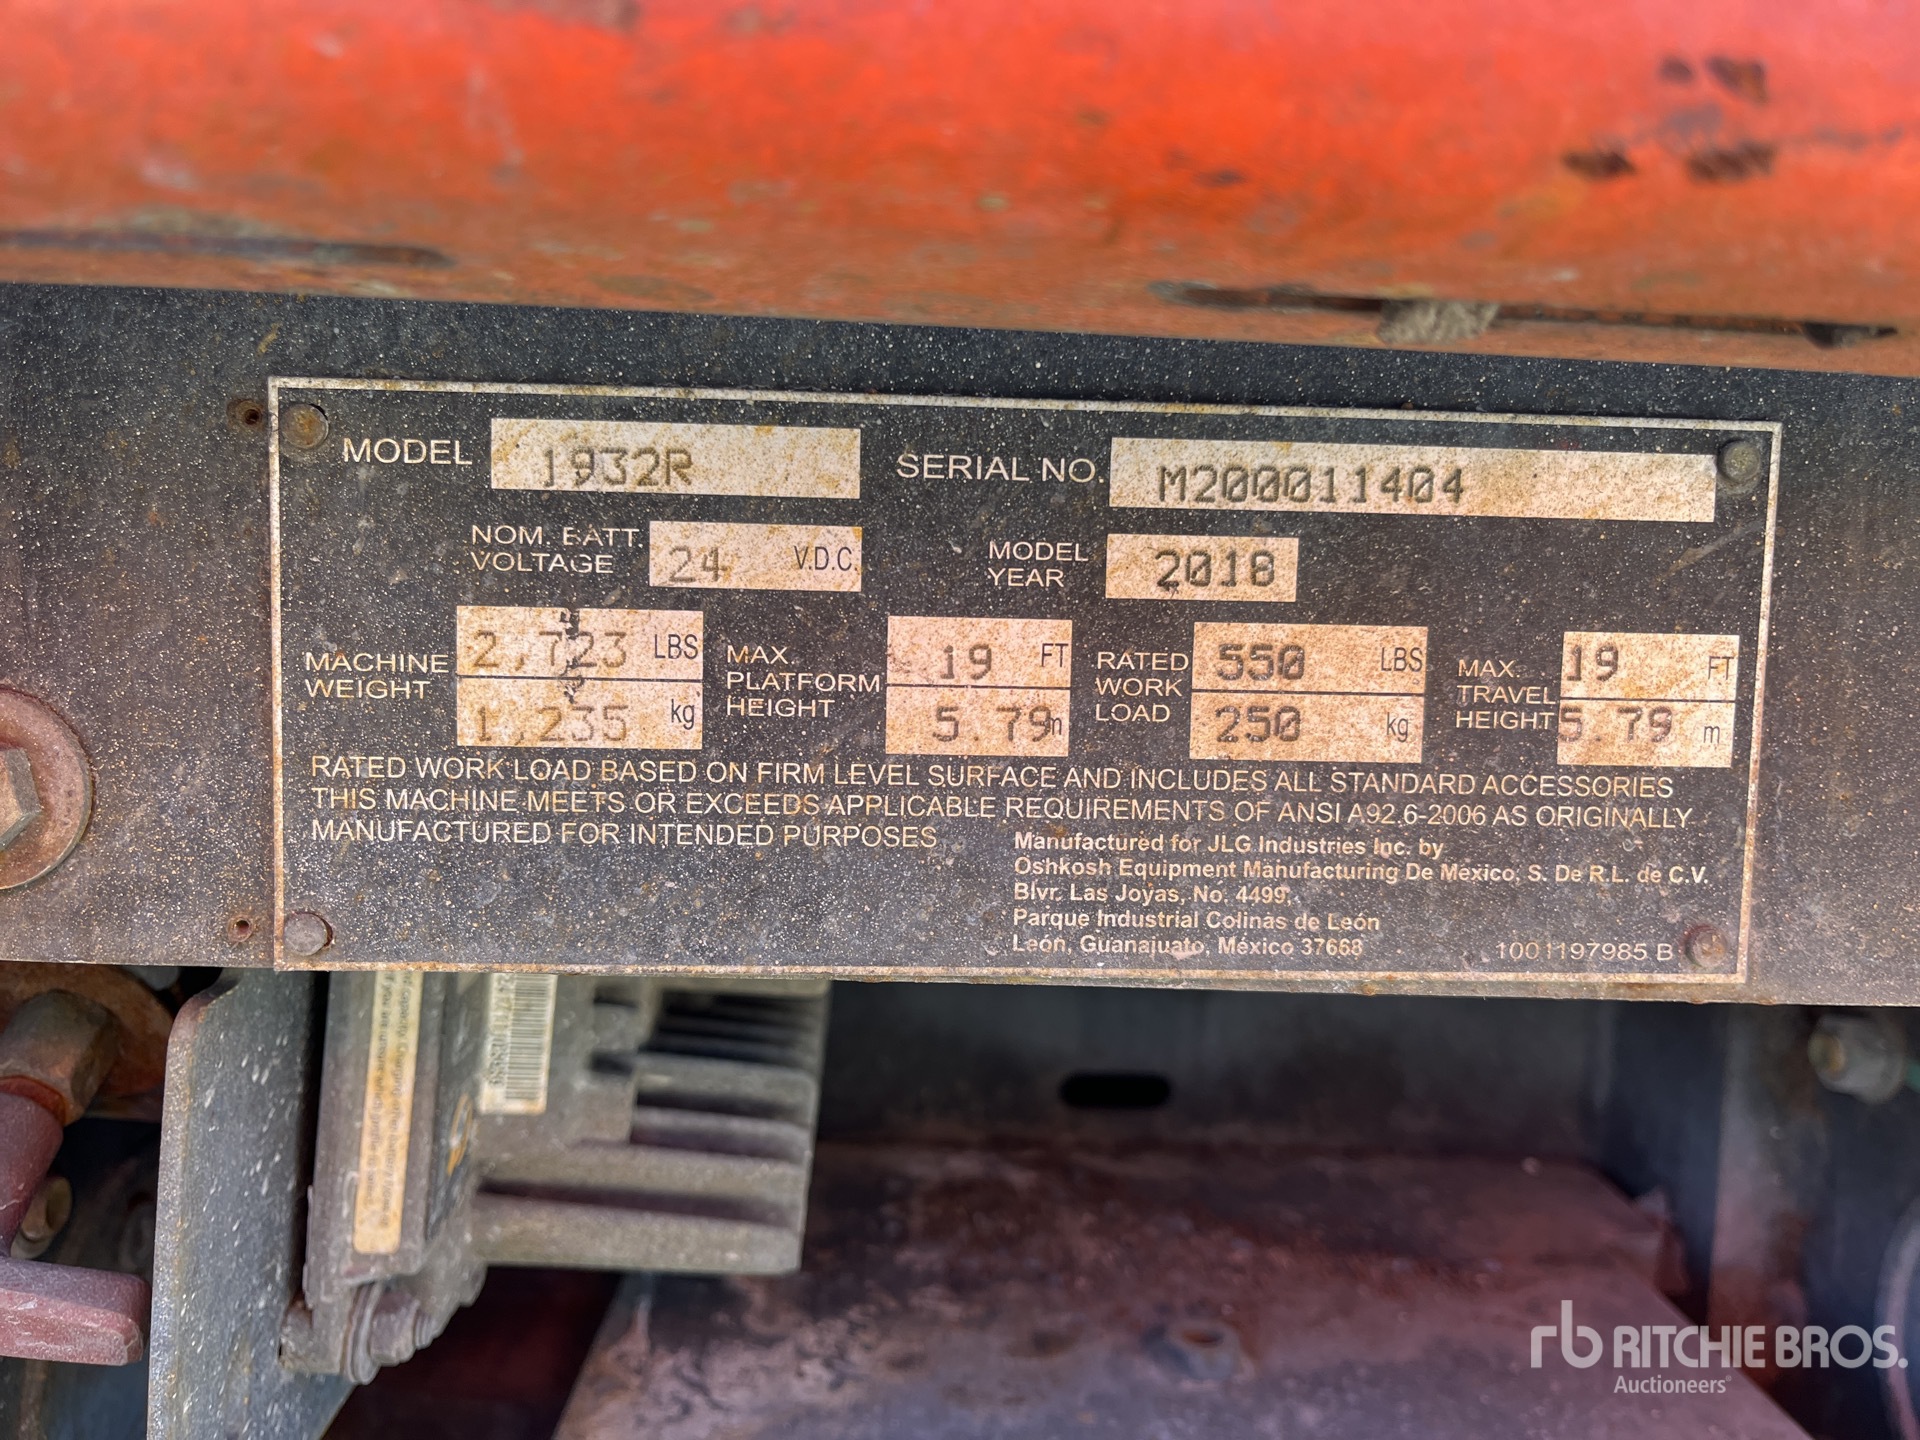 MODEL 1932R SERIAL NO. M200011404
NOM. BATT. VOLTAGE 24 V.D.C. MODEL YEAR 2018
MACHINE WEIGHT 2,723 LBS 1,235 kg MAX. PLATFORM HEIGHT 19 FT 5.79 m RATED WORK LOAD 550 LBS 250 kg MAX. TRAVEL HEIGHT 19 FT 5.79 m
RATED WORK LOAD BASED ON FIRM LEVEL SURFACE AND INCLUDES ALL STANDARD ACCESSORIES
THIS MACHINE MEETS OR EXCEEDS APPLICABLE REQUIREMENTS OF ANSI A92.6-2006 AS ORIGINALLY
MANUFACTURED FOR INTENDED PURPOSES
Manufactured for JLG Industries Inc. by
Oshkosh Equipment Manufacturing De México, S. De R.L. de C.V.
Blvr. Las Joyas, No. 4499,
Parque Industrial Colinas de León
León, Guanajuato, México 37668
1001197985 B
rb RITCHIE BROS.
Auctioneers